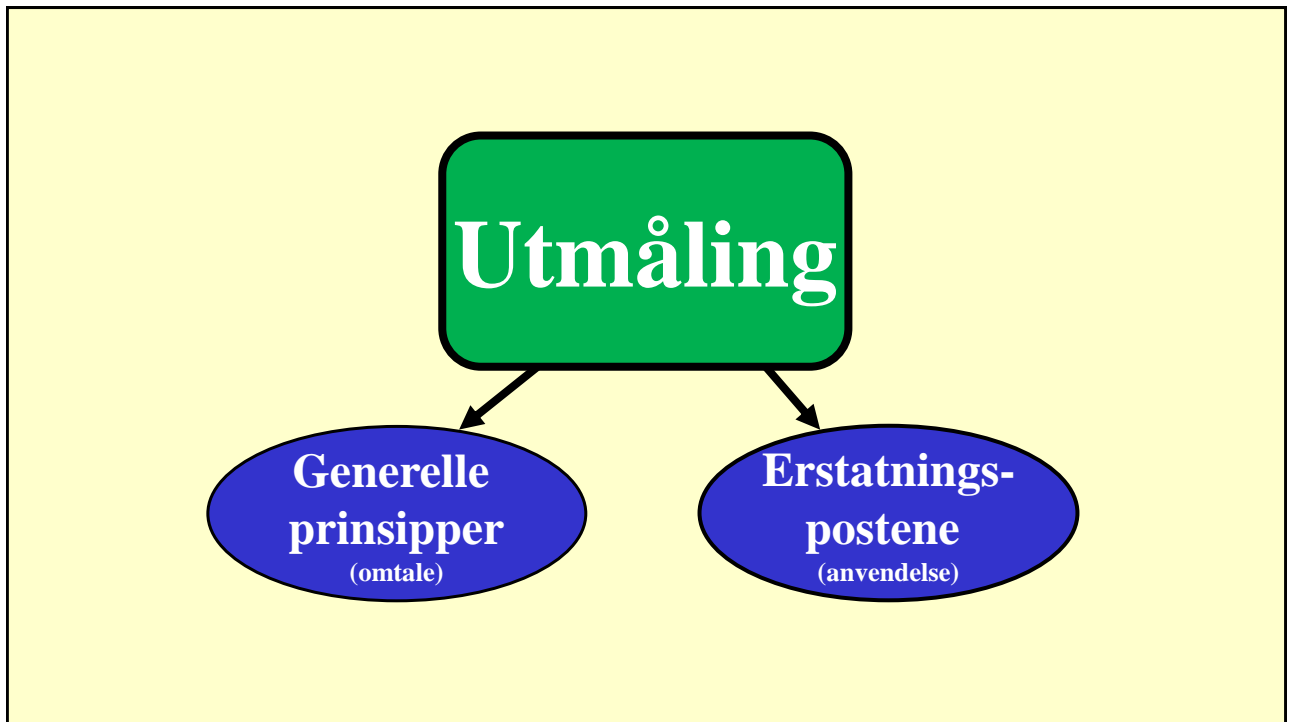 Utmåling
Generelle
prinsipper
(omtale)
Erstatnings-
postene
(anvendelse)